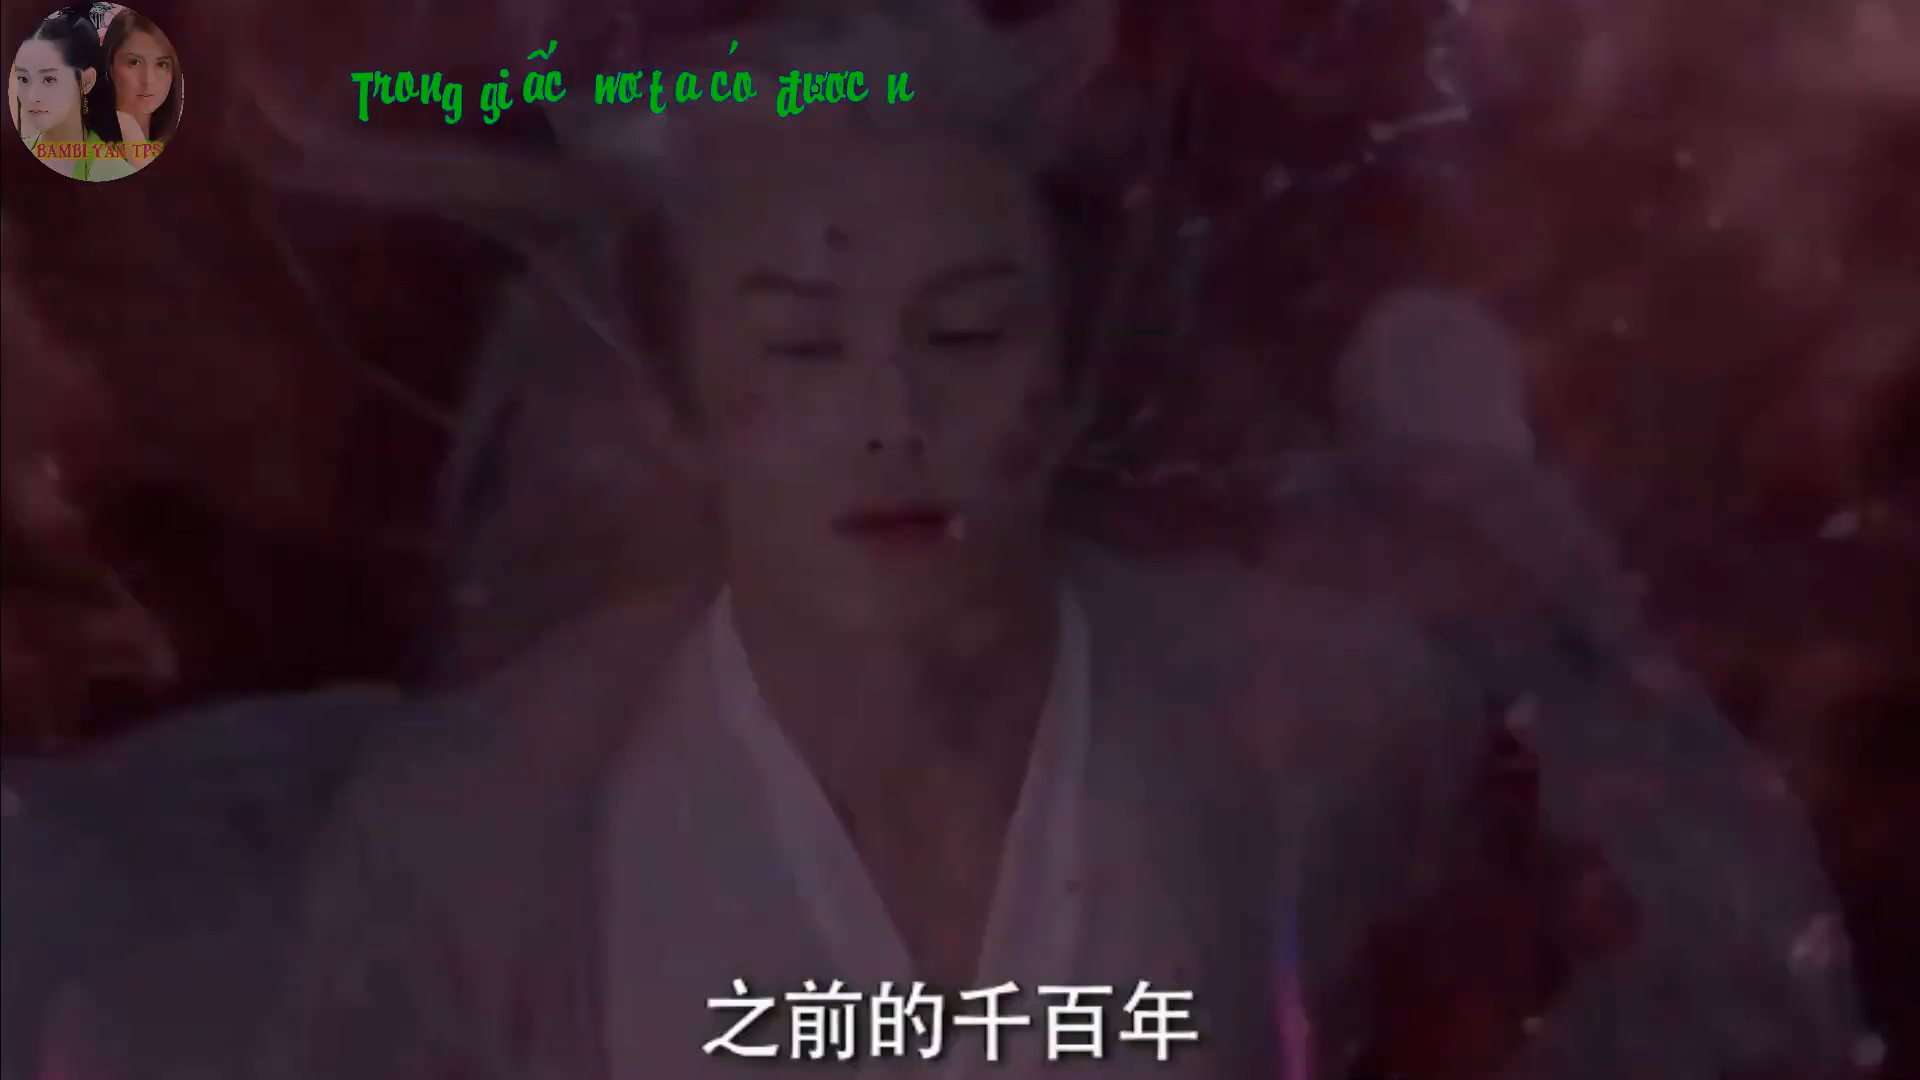 BAMBI YAN TPS
Trong giấc mơ ta có được n
之前的千百年